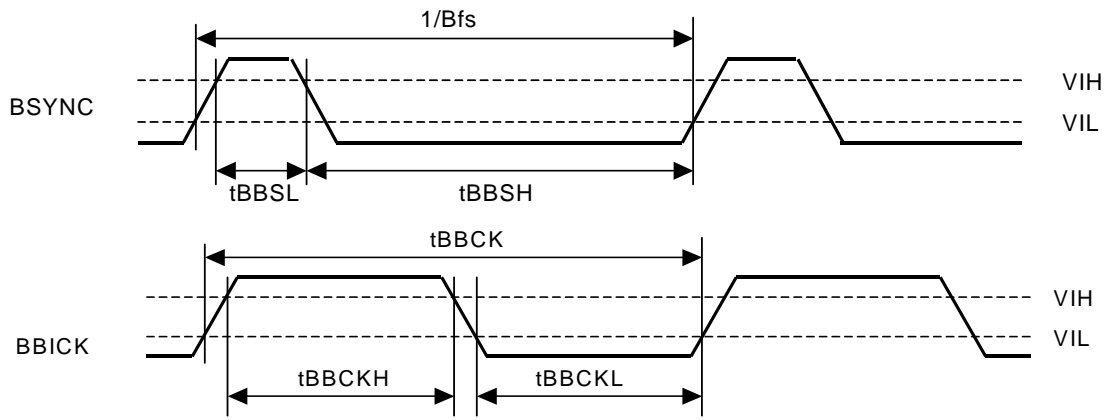 1/Bfs
VIH
BSYNC
VIL
tBBSL
tBBSH
tBBCK
VIH
VIL
BBICK
tBBCKH
tBBCKL